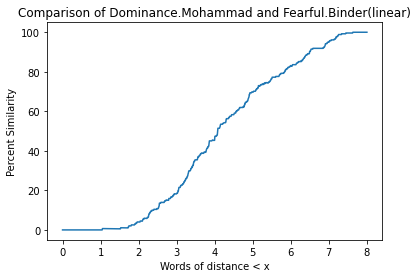 Comparison of Dominance.Mohammad and Fearful.Binder(linear)
Percent Similarity
100
80
60
40
20
0
0 1 2 3 4 5 6 7 8
Words of distance < x